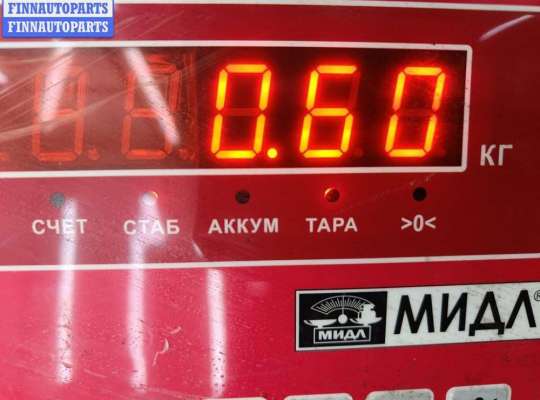 FINNAUTOPARTS
FINNAUTOPARTS
0.60
КГ
СЧЕТ СТАБ АККУМ ТАРА >0<
МИДЛ МИДЛ®